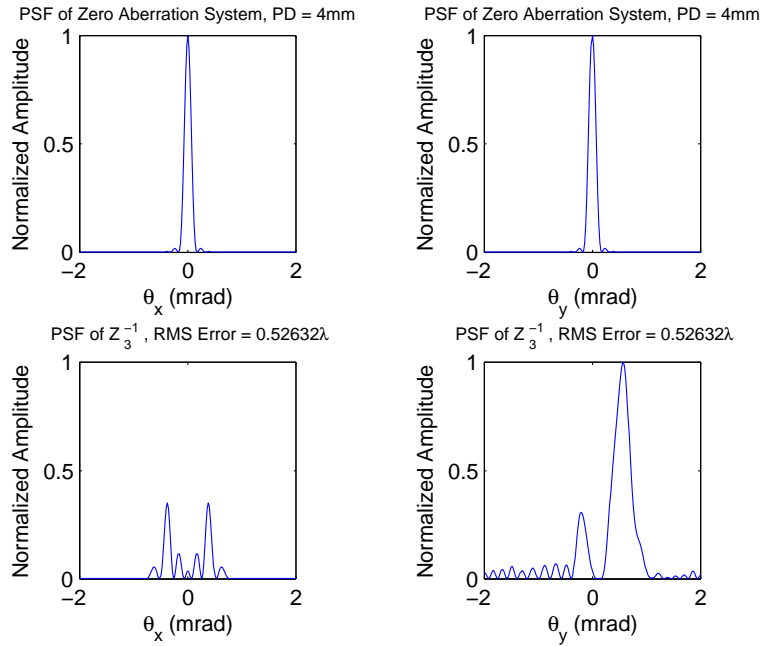 PSF of Zero Aberration System, PD = 4mm
1
0.5
0
−2
0
2
Normalized Amplitude
θx (mrad)
PSF of Zero Aberration System, PD = 4mm
1
0.5
0
−2
0
2
Normalized Amplitude
θy (mrad)
PSF of Z3−1 , RMS Error = 0.52632λ
1
0.5
0
−2
0
2
Normalized Amplitude
θx (mrad)
PSF of Z3−1 , RMS Error = 0.52632λ
1
0.5
0
−2
0
2
Normalized Amplitude
θy (mrad)